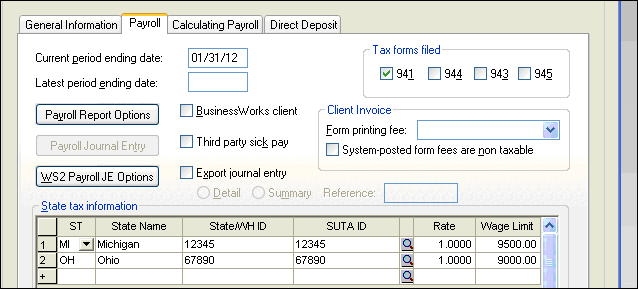 General Information Payroll Calculating Payroll Direct Deposit
Current period ending date: 01/31/12
Latest period ending date:
Tax forms filed
941 944 943 945
Payroll Report Options
BusinessWorks client
Client Invoice
Form printing fee:
Payroll Journal Entry
Third party sick pay
System-posted form fees are non taxable
WS2 Payroll JE Options
Export journal entry
Detail Summary Reference:
State tax information
ST State Name State/WH ID SUTA ID Rate Wage Limit
1 MI Michigan 12345 12345 1.0000 9500.00
2 OH Ohio 67890 67890 1.0000 9000.00
+